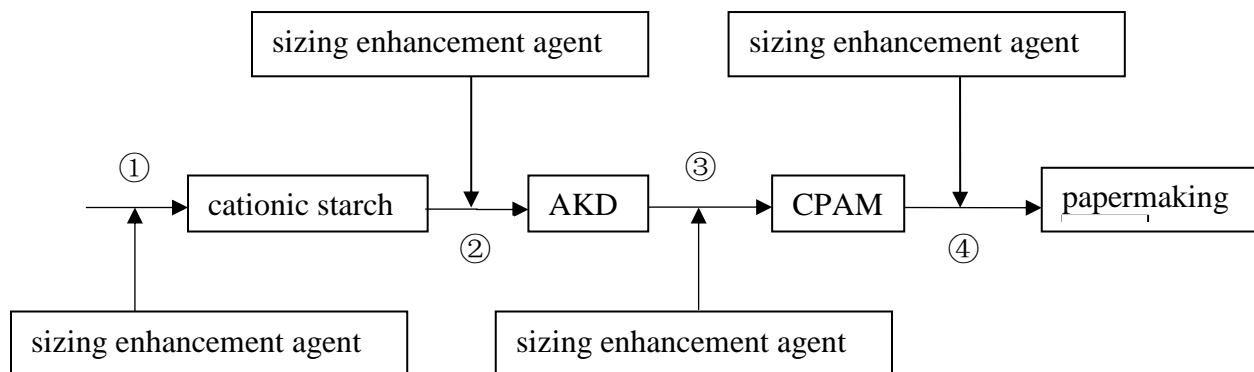 sizing enhancement agent
sizing enhancement agent
①
③
cationic starch
AKD
CPAM
papermaking
②
④
sizing enhancement agent
sizing enhancement agent